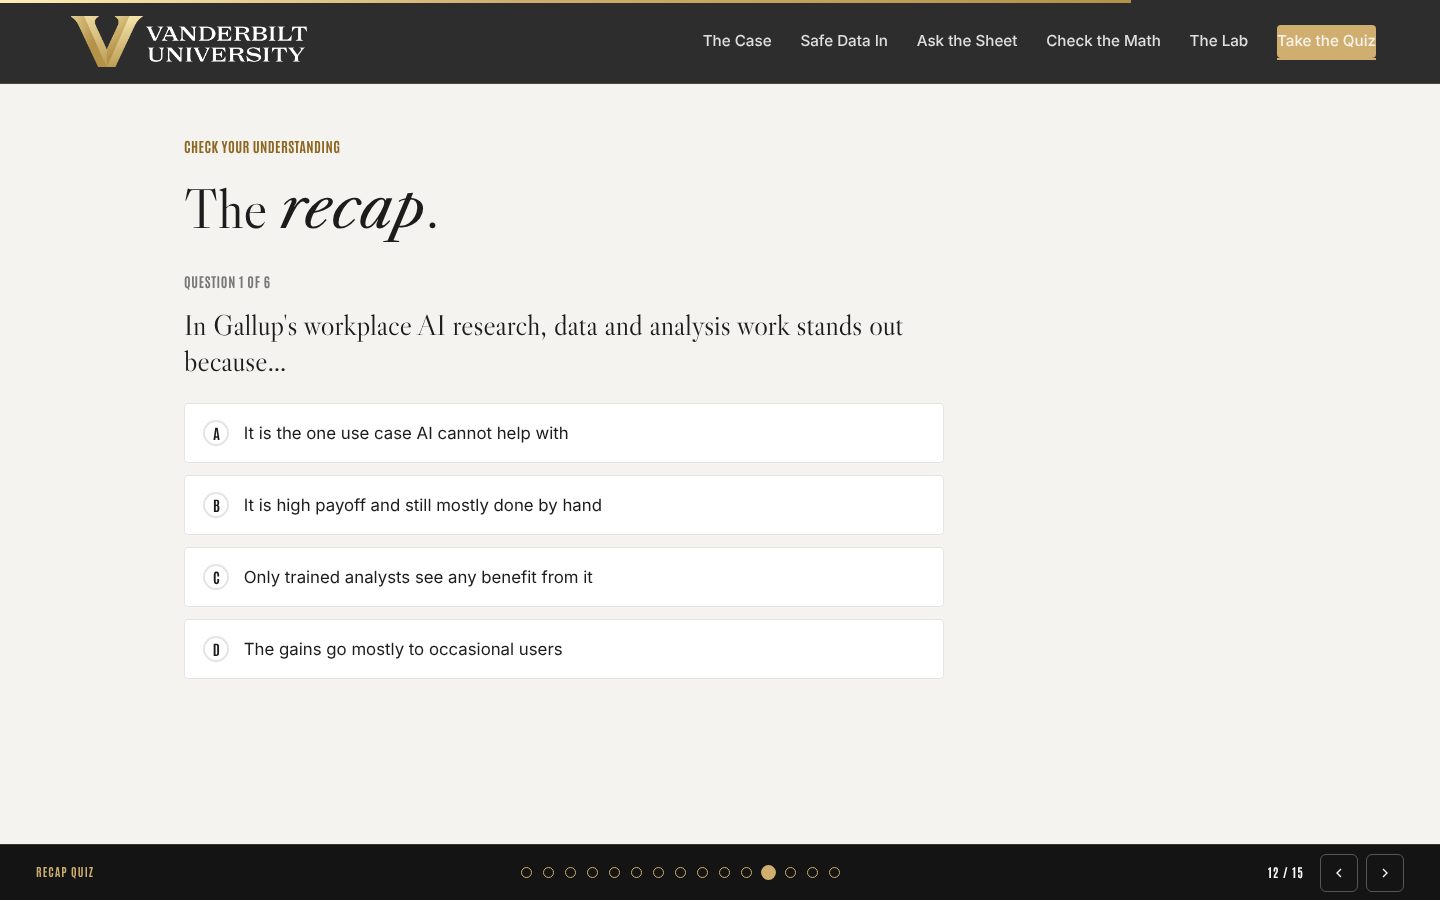 VANDERBILT
UNIVERSITY
The Case
Safe Data In
Ask the Sheet
Check the Math
The Lab
Take the Quiz
CHECK YOUR UNDERSTANDING
The recap.
QUESTION 1 OF 6
In Gallup's workplace AI research, data and analysis work stands out
because...
A It is the one use case AI cannot help with
B It is high payoff and still mostly done by hand
C Only trained analysts see any benefit from it
D The gains go mostly to occasional users
RECAP QUIZ
12 / 15